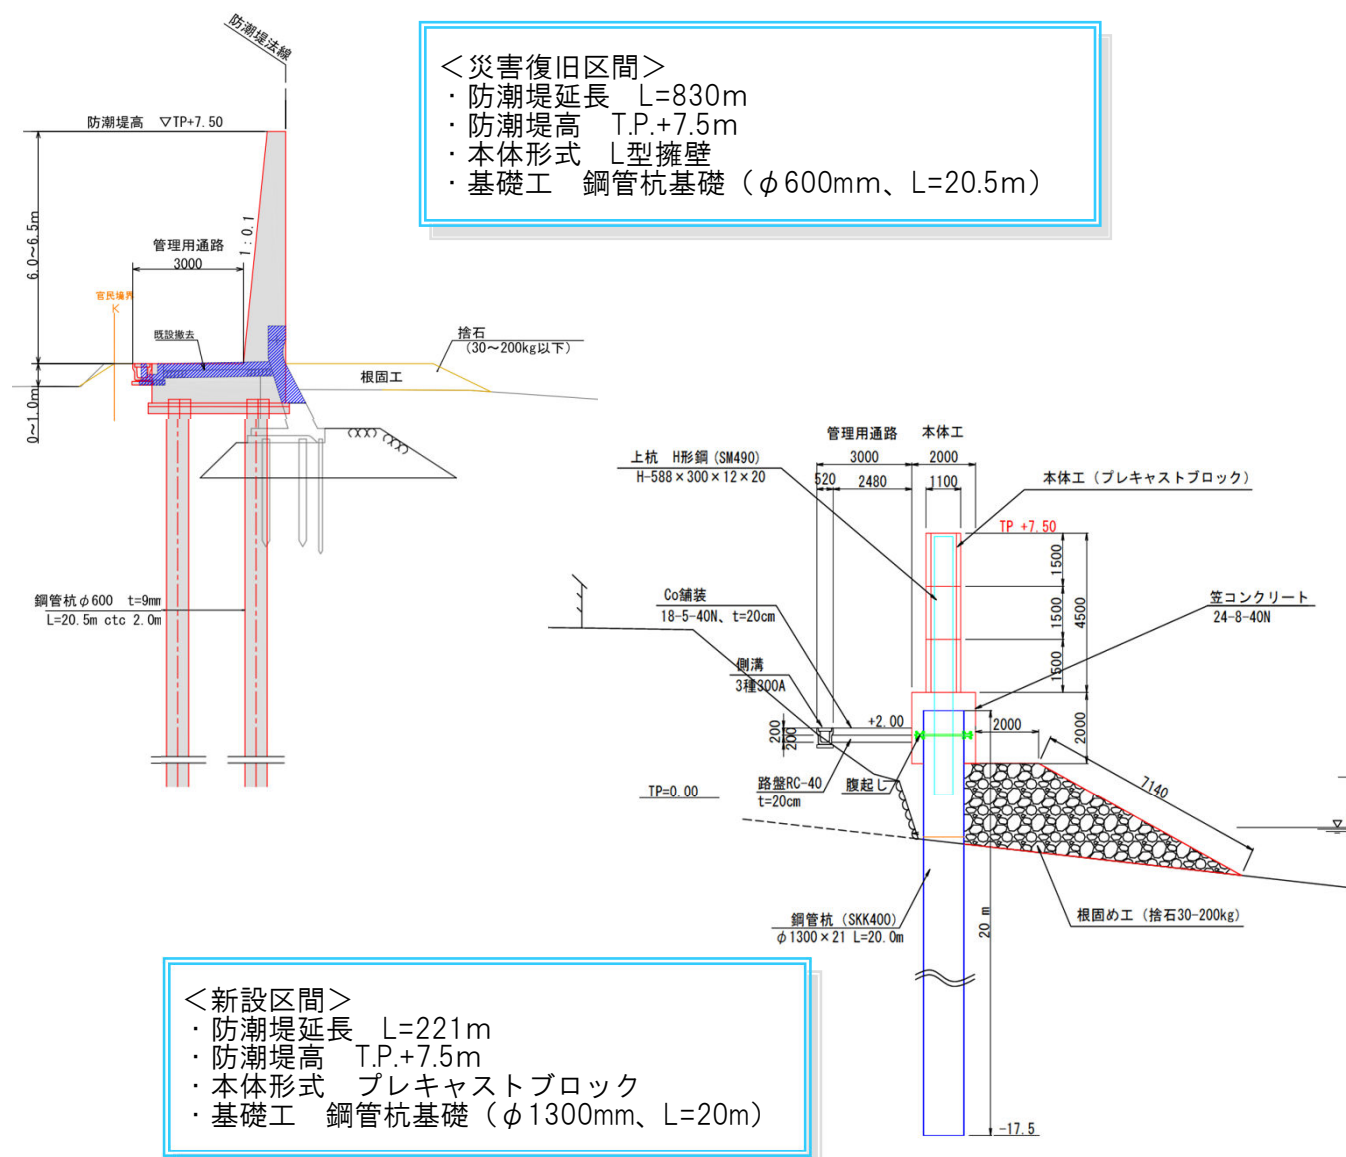 防潮堤法線
＜災害復旧区間＞
・防潮堤延長　L=830m
・防潮堤高　T.P.+7.5m
・本体形式　L型擁壁
・基礎工　鋼管杭基礎（φ600mm、L=20.5m）
防潮堤高　▽TP+7.50
6.0～6.5m
1：0.1
管理用通路
3000
官民境界
K
既設撤去
捨石
(30～200kg以下)
根固工
0～1.0m
鋼管杭φ600　t=9mm
L=20.5m ctc 2.0m
管理用通路　本体工
3000　2000
上杭　H形鋼(SM490)
H-588×300×12×20
520　2480　1100
本体工（プレキャストブロック）
TP +7.50
1500
1500
1500
4500
2000
Co舗装
18-5-40N、t=20cm
笠コンクリート
24-8-40N
側溝
3種300A
200
200
+2.00
2000
7140
TP=0.00
路盤RC-40
t=20cm
腹起し
鋼管杭（SKK400）
φ1300×21 L=20.0m
20 m
根固め工（捨石30-200kg）
-17.5
＜新設区間＞
・防潮堤延長　L=221m
・防潮堤高　T.P.+7.5m
・本体形式　プレキャストブロック
・基礎工　鋼管杭基礎（φ1300mm、L=20m）